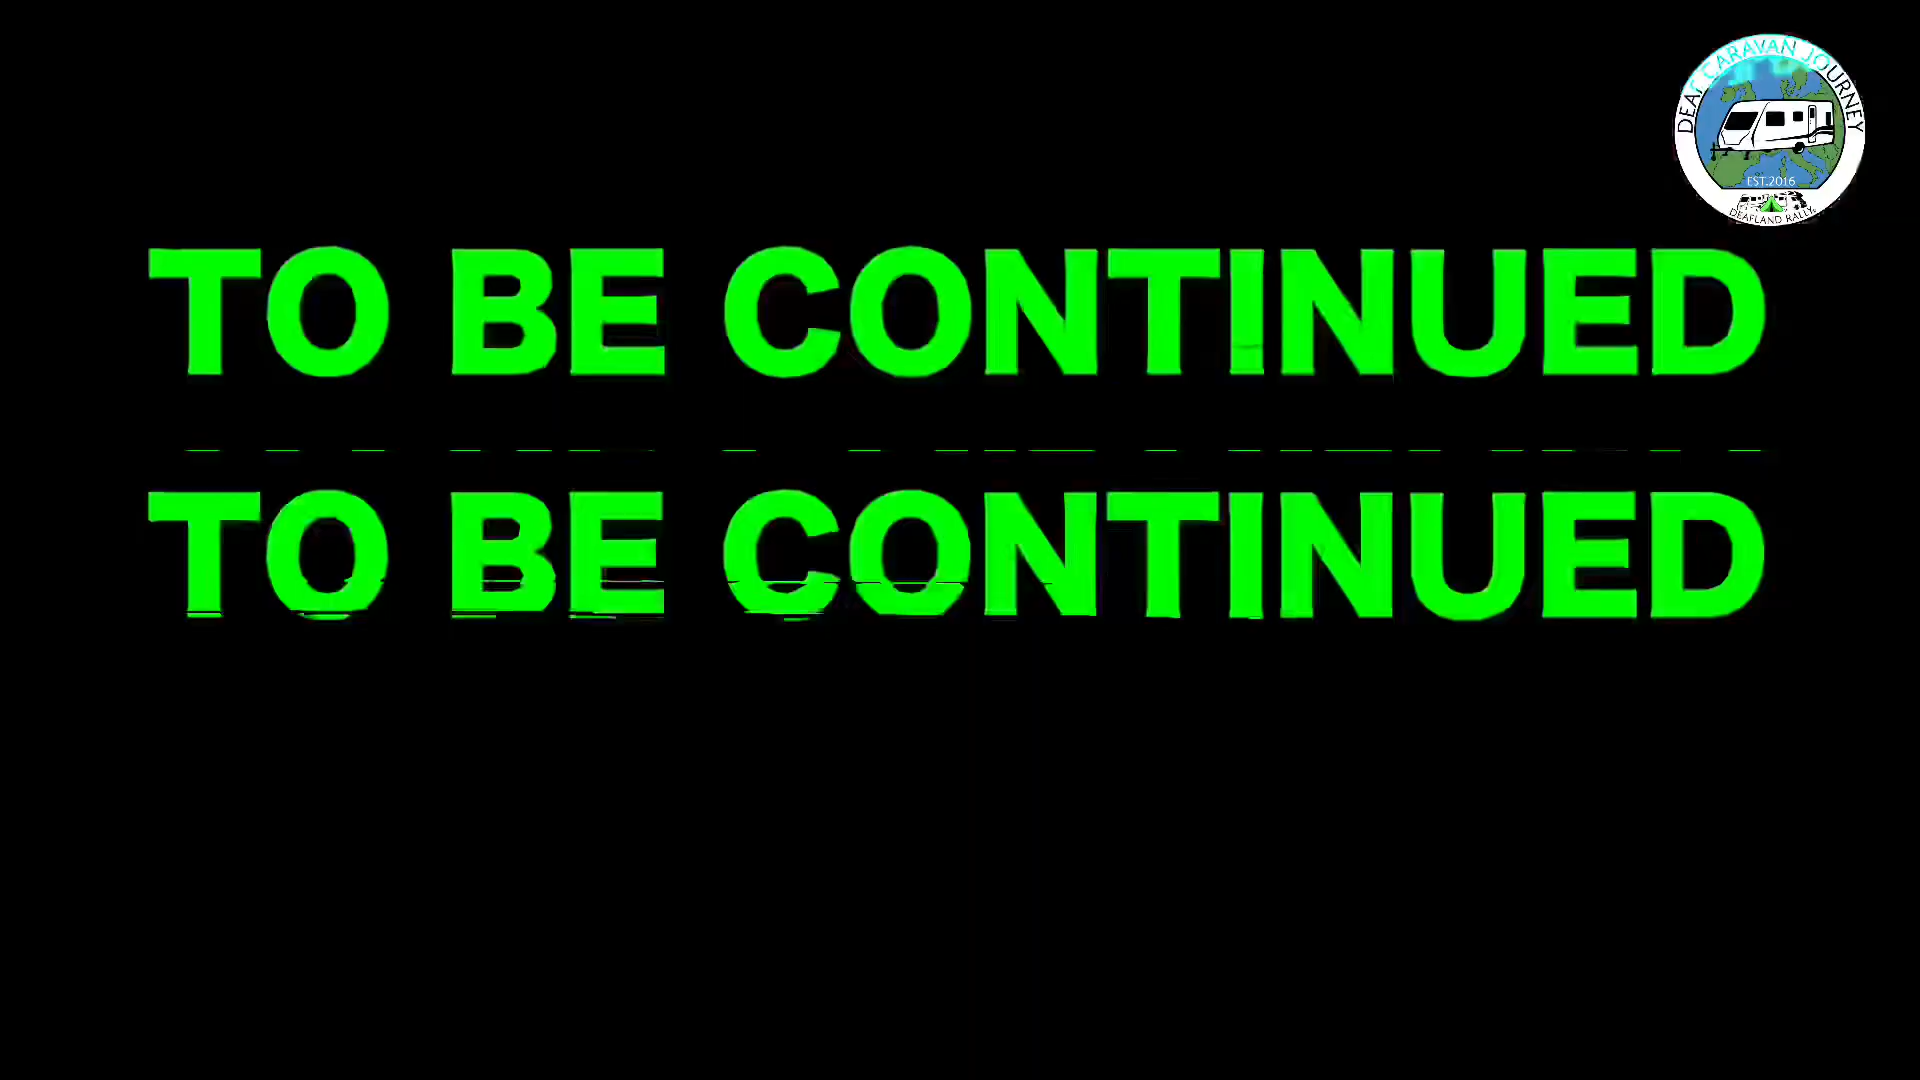 DEAF CARAVAN JOURNEY
EST.2016
DEAFLAND RALLY
TO BE CONTINUED
TO BE CONTINUED